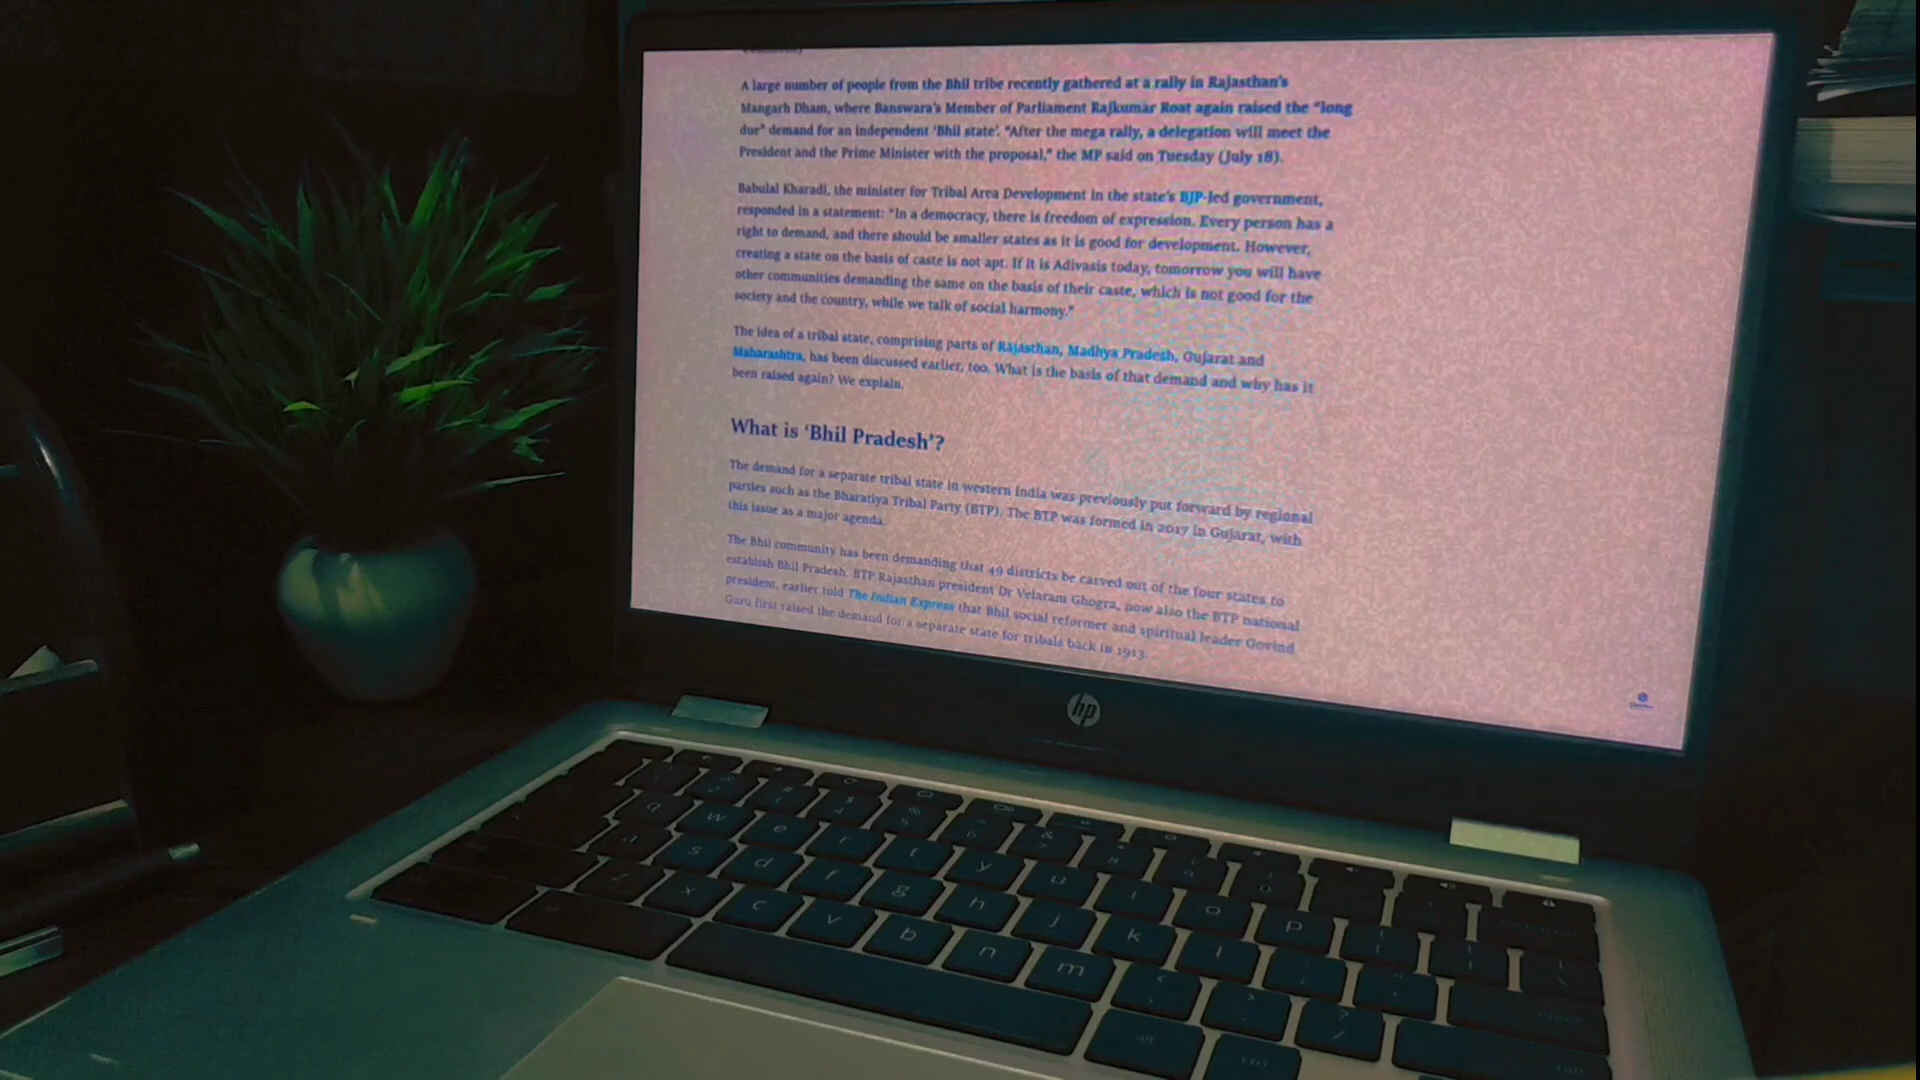 Community
A large number of people from the Bhil tribe recently gathered at a rally in Rajasthan's
Mangarh Dham, where Banswara's Member of Parliament Rajkumar Roat again raised the "long
due" demand for an independent 'Bhil state'. "After the mega rally, a delegation will meet the
President and the Prime Minister with the proposal," the MP said on Tuesday (July 18).
Babulal Kharadi, the minister for Tribal Area Development in the state's BJP-led government,
responded in a statement: "In a democracy, there is freedom of expression. Every person has a
right to demand, and there should be smaller states as it is good for development. However,
creating a state on the basis of caste is not apt. If it is Adivasis today, tomorrow you will have
other communities demanding the same on the basis of their caste, which is not good for the
society and the country, while we talk of social harmony."
The idea of a tribal state, comprising parts of Rajasthan, Madhya Pradesh, Gujarat and
Maharashtra, has been discussed earlier, too. What is the basis of that demand and why has it
been raised again? We explain.
What is 'Bhil Pradesh'?
The demand for a separate tribal state in western India was previously put forward by regional
parties such as the Bharatiya Tribal Party (BTP). The BTP was formed in 2017 in Gujarat, with
this issue as a major agenda.
The Bhil community has been demanding that 49 districts be carved out of the four states to
establish Bhil Pradesh. BTP Rajasthan president Dr Velaram Ghogra, now also the BTP national
president, earlier told The Indian Express that Bhil social reformer and spiritual leader Govind
Guru first raised the demand for a separate state for tribals back in 1913.
hp
q w e r t y u i o p
a s d f g h j k l
z x c v b n m
alt ctrl